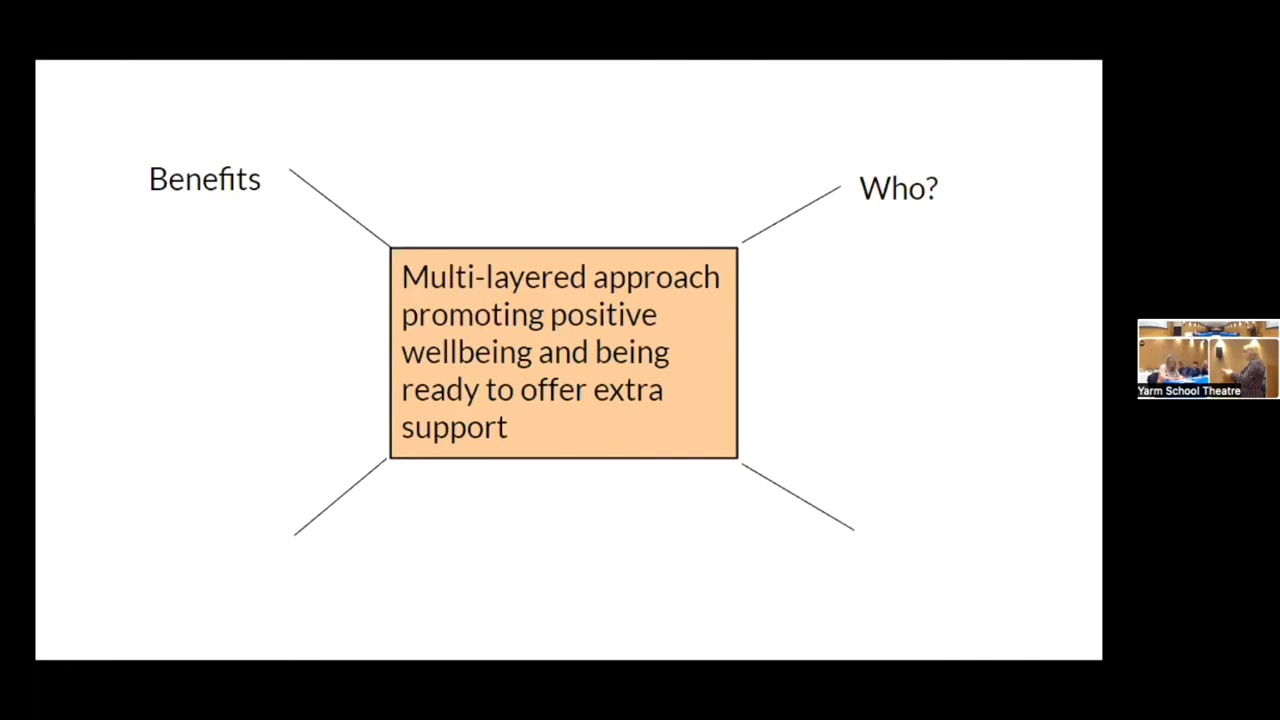 Benefits
Who?
Multi-layered approach
promoting positive
wellbeing and being
ready to offer extra
support
Yarm School Theatre